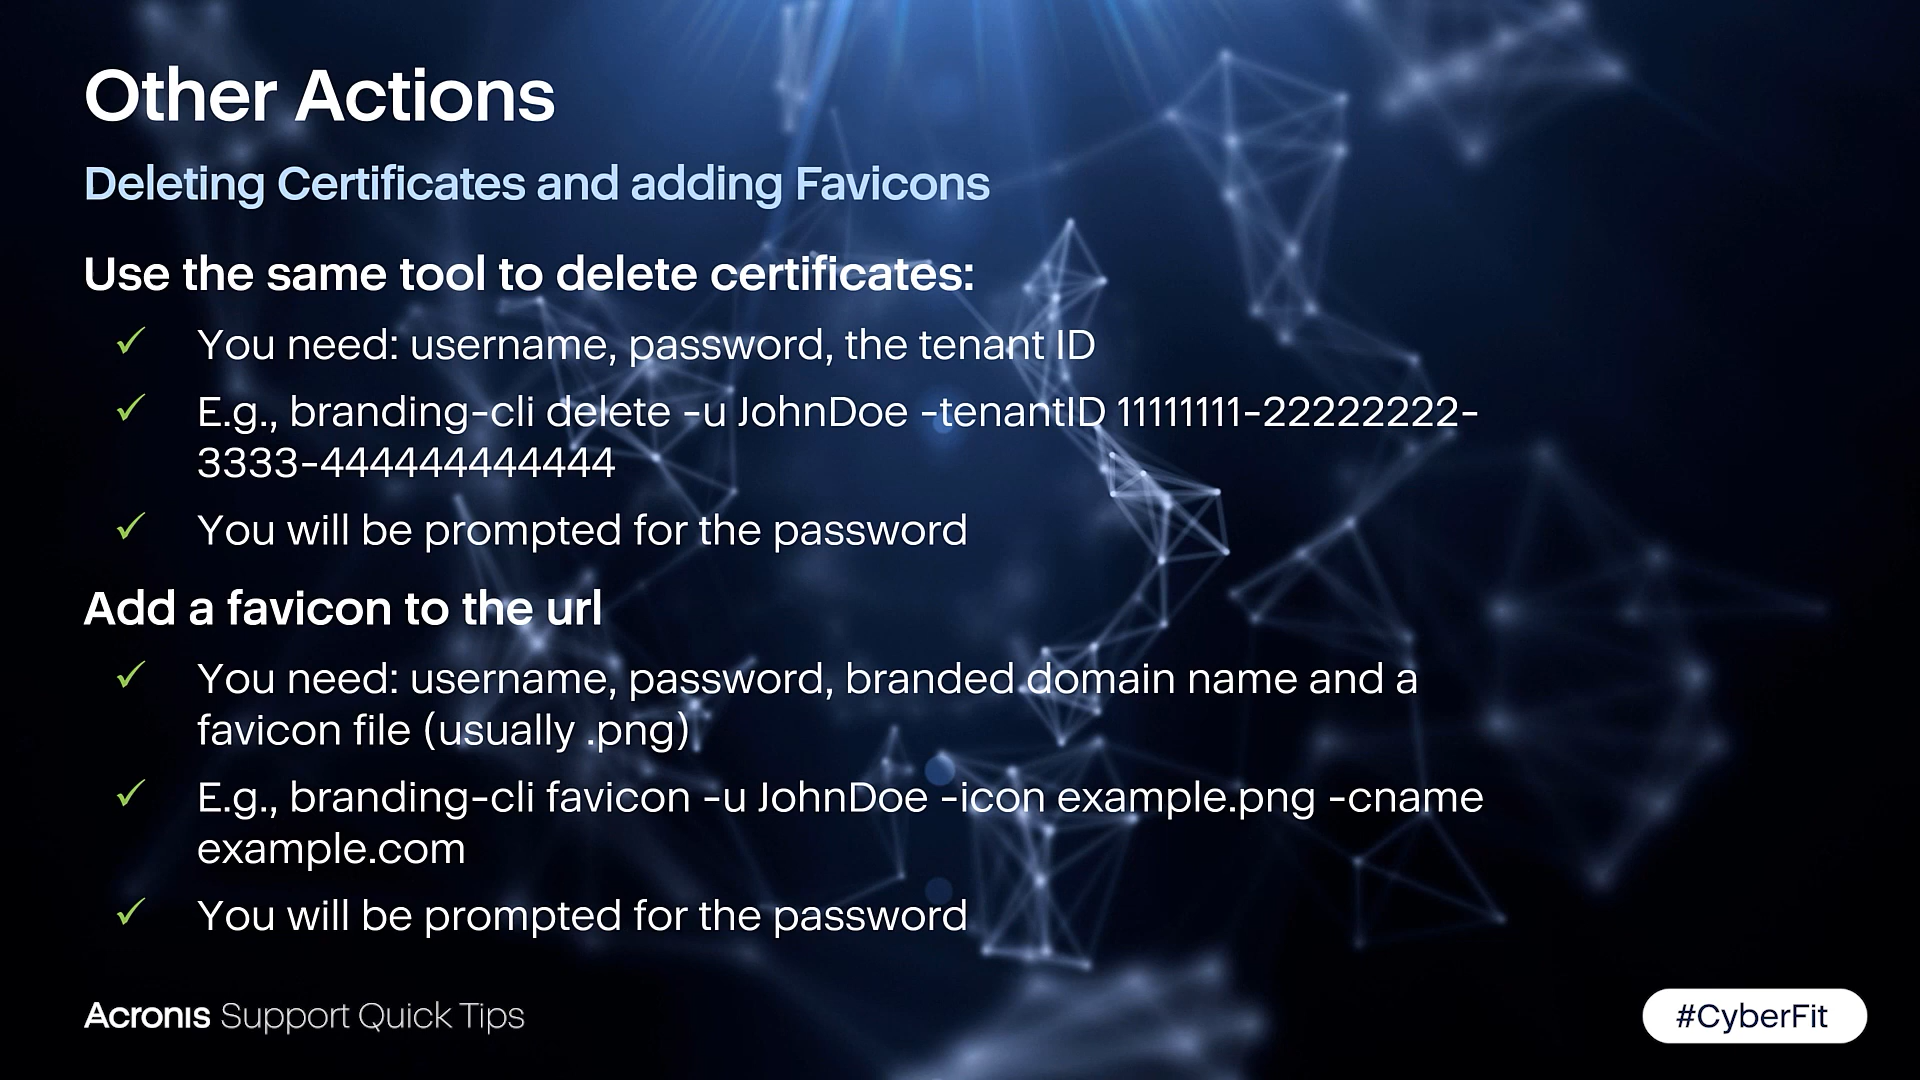 Other Actions
Deleting Certificates and adding Favicons
Use the same tool to delete certificates:
You need: username, password, the tenant ID
E.g., branding-cli delete -u JohnDoe -tenantID 11111111-22222222-
3333-444444444444
You will be prompted for the password
Add a favicon to the url
You need: username, password, branded domain name and a
favicon file (usually .png)
E.g., branding-cli favicon -u JohnDoe -icon example.png -cname
example.com
You will be prompted for the password
Acronis Support Quick Tips
#CyberFit